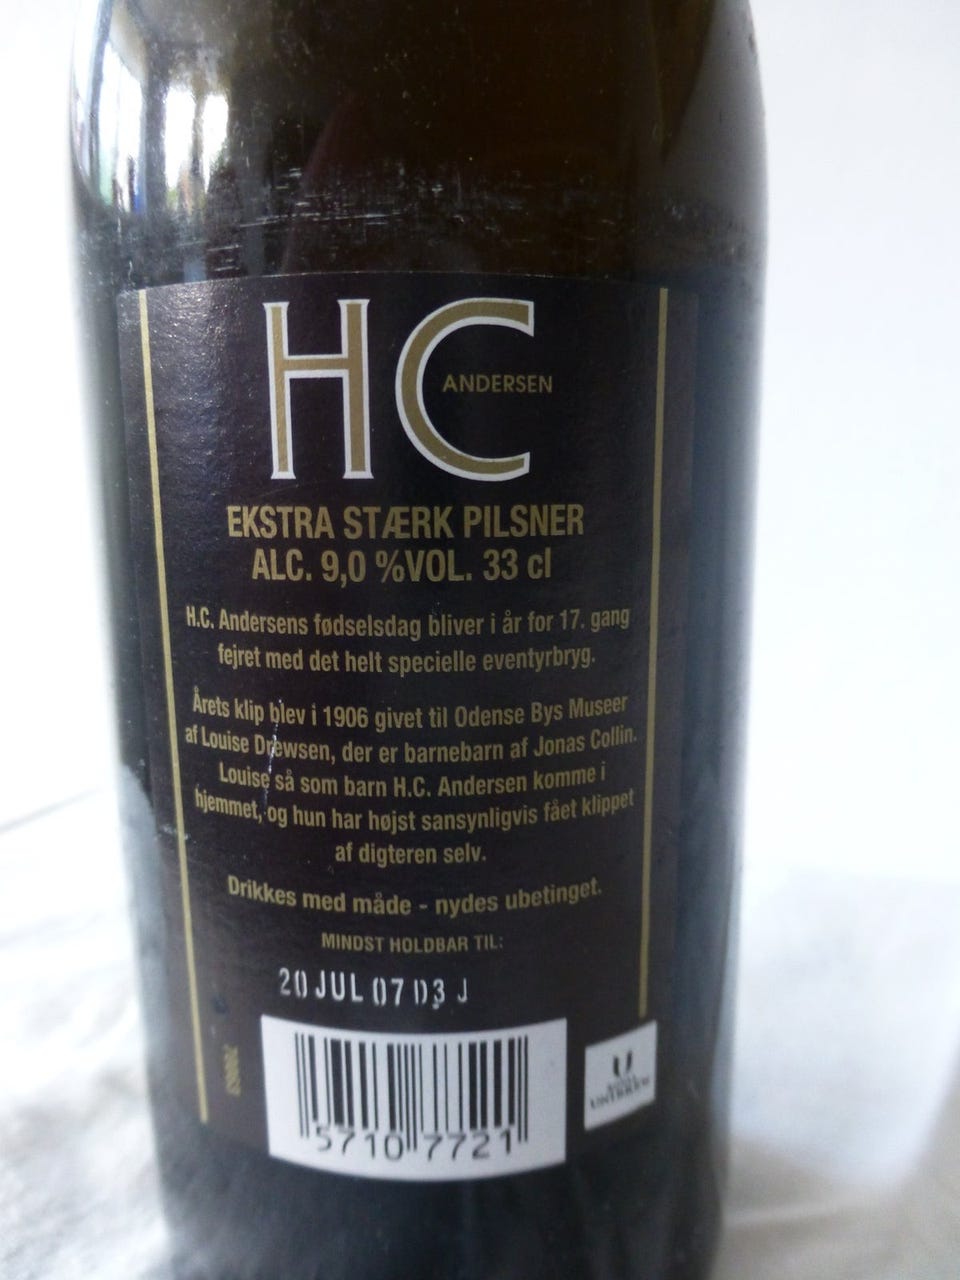 HC
ANDERSEN
EKSTRA STÆRK PILSNER
ALC. 9,0 %VOL. 33 cl
H.C. Andersens fødselsdag bliver i år for 17. gang
fejret med det helt specielle eventyrbryg.
Årets klip blev i 1906 givet til Odense Bys Museer
af Louise Drewsen, der er barnebarn af Jonas Collin.
Louise så som barn H.C. Andersen komme i
hjemmet, og hun har højst sansynligvis fået klippet
af digteren selv.
Drikkes med måde - nydes ubetinget.
MINDST HOLDBAR TIL:
20 JUL 07 03 J
5710 7721
UNIBREW